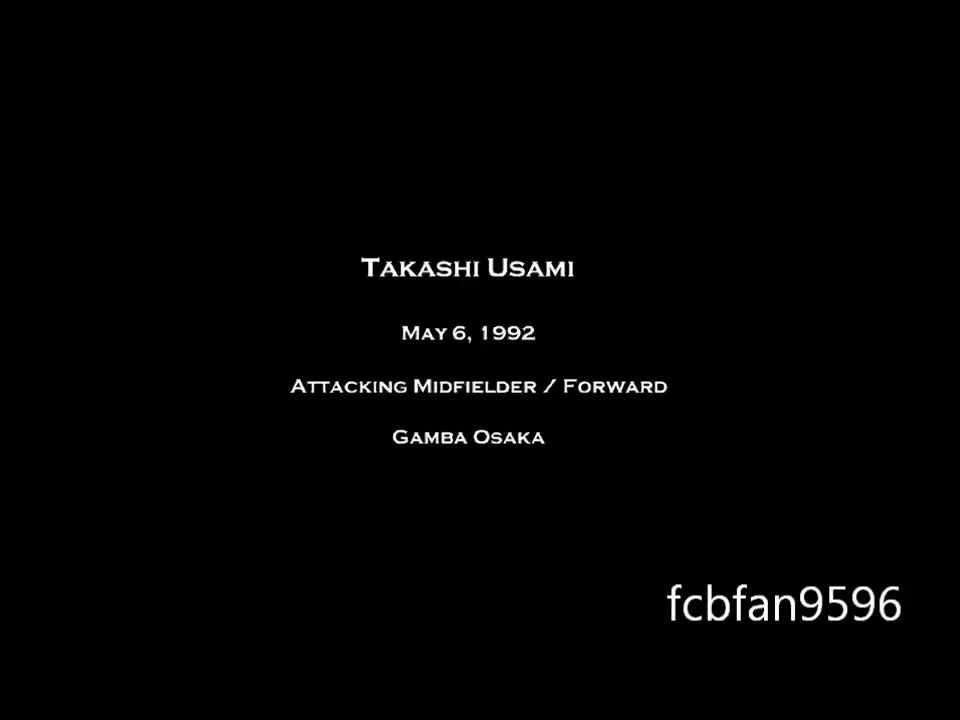 Takashi Usami
May 6, 1992
Attacking Midfielder / Forward
Gamba Osaka
fcbfan9596